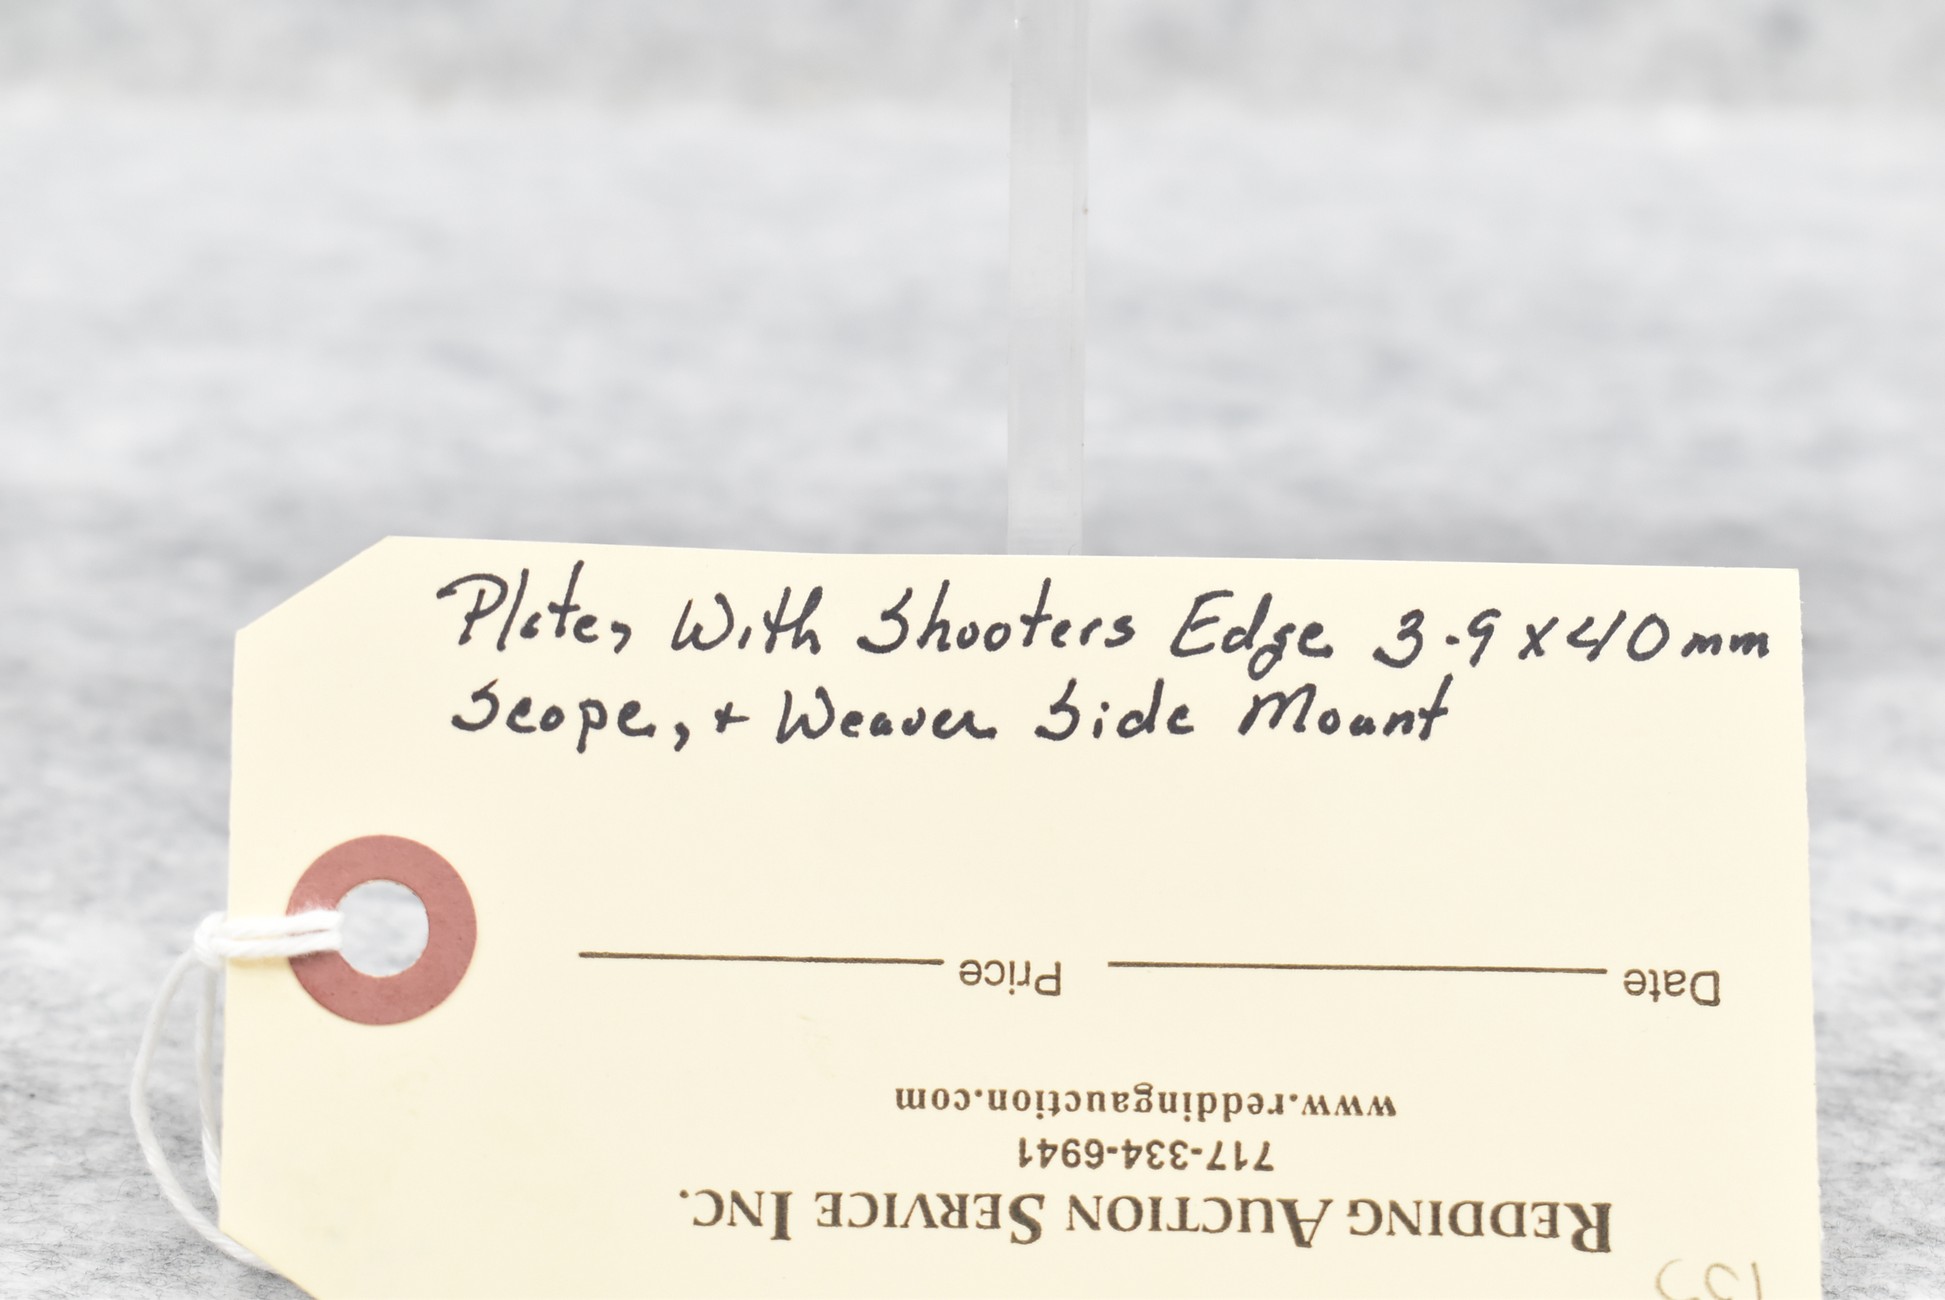 Plate, With Shooters Edge 3-9x40mm
Scope, + Weaver Side Mount
REDDING AUCTION SERVICE INC.
717-334-6941
www.reddingauction.com
Date Price